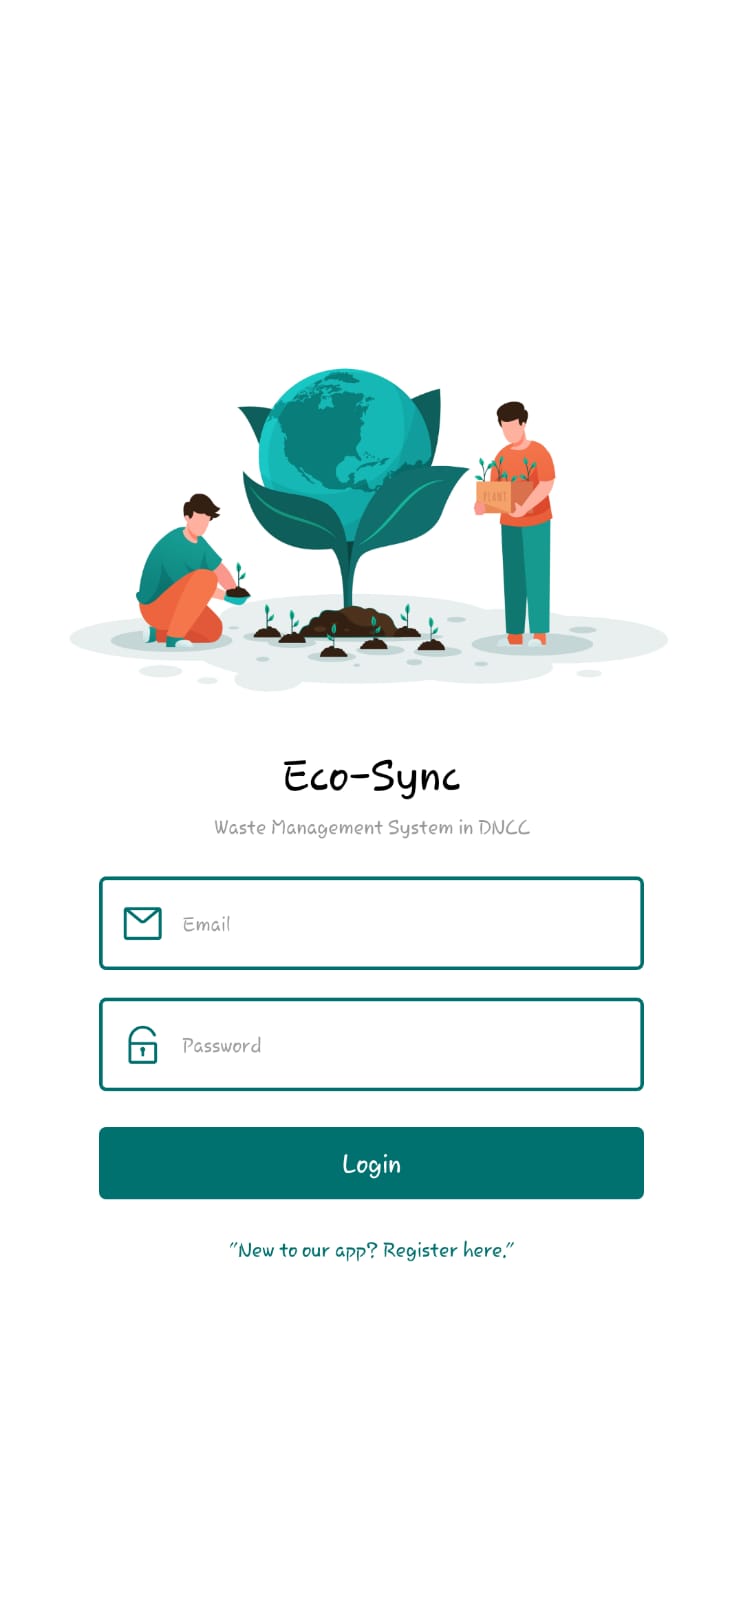 PLANT
Eco-Sync
Waste Management System in DNCC
Email
Password
Login
"New to our app? Register here."